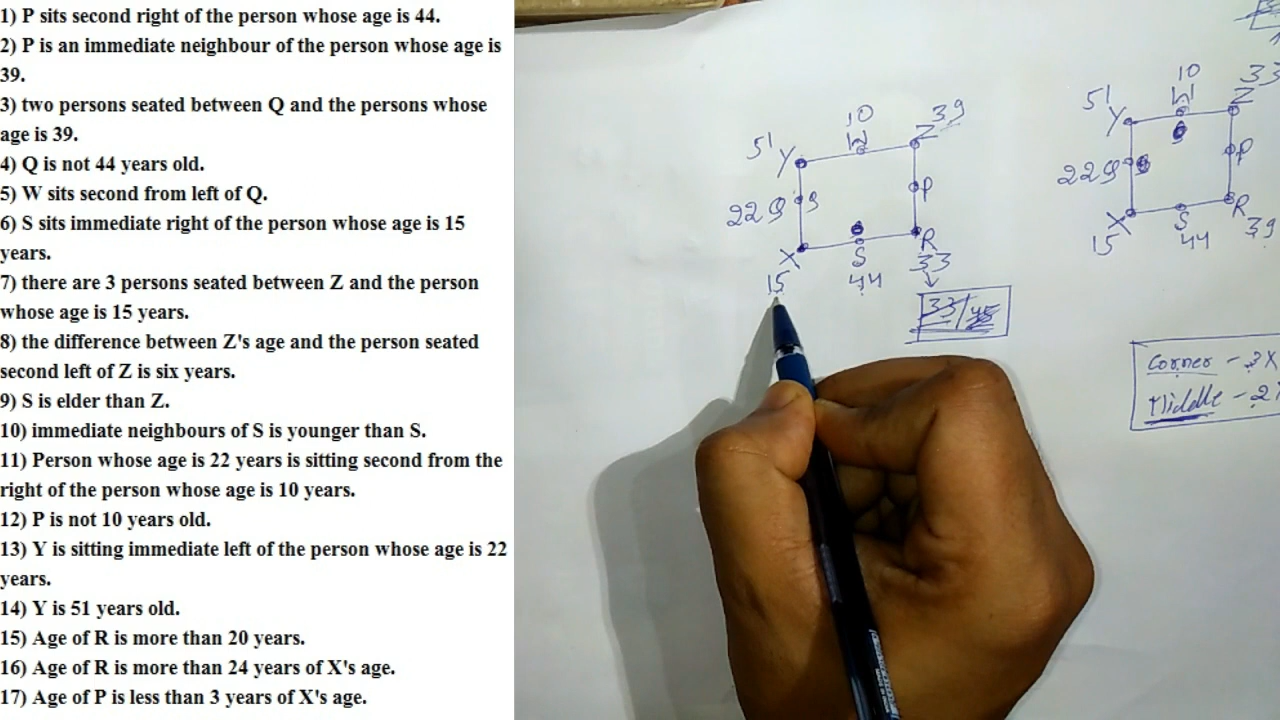 1) P sits second right of the person whose age is 44.
2) P is an immediate neighbour of the person whose age is
39.
3) two persons seated between Q and the persons whose
age is 39.
4) Q is not 44 years old.
5) W sits second from left of Q.
6) S sits immediate right of the person whose age is 15
years.
7) there are 3 persons seated between Z and the person
whose age is 15 years.
8) the difference between Z's age and the person seated
second left of Z is six years.
9) S is elder than Z.
10) immediate neighbours of S is younger than S.
11) Person whose age is 22 years is sitting second from the
right of the person whose age is 10 years.
12) P is not 10 years old.
13) Y is sitting immediate left of the person whose age is 22
years.
14) Y is 51 years old.
15) Age of R is more than 20 years.
16) Age of R is more than 24 years of X's age.
17) Age of P is less than 3 years of X's age.
10
51 Y W Z 39
22 Q P
X S R
15 44 33
33/45
10 33
51 Y W Z
22 Q P
X S R
15 44 39
Corner - 3X
Middle - 2